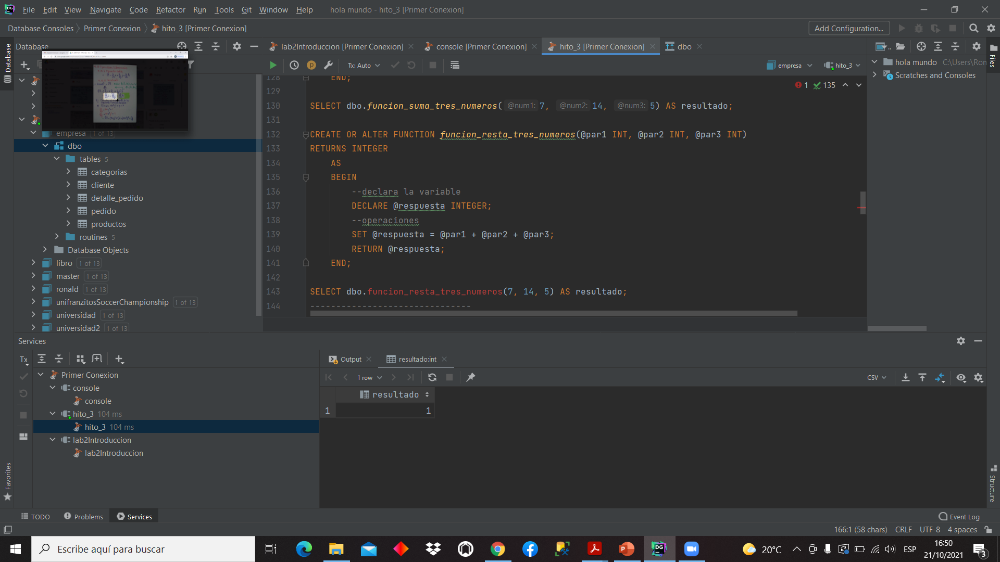 File Edit View Navigate Code Refactor Run Tools Git Window Help hola mundo - hito_3 [Primer Conexion]
Database Consoles Primer Conexion hito_3 [Primer Conexion] Add Configuration...
Database lab2Introduccion [Primer Conexion] console [Primer Conexion] hito_3 [Primer Conexion] dbo
Database
Files
Tx: Auto empresa hito_3
hola mundo C:\Users\Ron
Scratches and Consoles
1 135
128 END;
129
130 SELECT dbo.funcion_suma_tres_numeros( @num1: 7, @num2: 14, @num3: 5) AS resultado;
131
132 CREATE OR ALTER FUNCTION funcion_resta_tres_numeros(@par1 INT, @par2 INT, @par3 INT)
133 RETURNS INTEGER
134 AS
135 BEGIN
136 --declara la variable
137 DECLARE @respuesta INTEGER;
138 --operaciones
139 SET @respuesta = @par1 + @par2 + @par3;
140 RETURN @respuesta;
141 END;
142
143 SELECT dbo.funcion_resta_tres_numeros(7, 14, 5) AS resultado;
144 -------------------------------
empresa 1 of 13
dbo
tables 5
categorias
cliente
detalle_pedido
pedido
productos
routines 5
Database Objects
libro 1 of 13
master 1 of 13
ronald 1 of 13
unifranzitosSoccerChampionship 1 of 13
universidad 1 of 13
universidad2 1 of 13
Services
Tx
Primer Conexion
console
console
hito_3 104 ms
hito_3 104 ms
lab2Introduccion
lab2Introduccion
Output resultado:int
1 row CSV
resultado
1 1
Favorites
Structure
TODO Problems Services Event Log
166:1 (58 chars) CRLF UTF-8 4 spaces
Escribe aquí para buscar
20°C ESP
16:50
21/10/2021
3